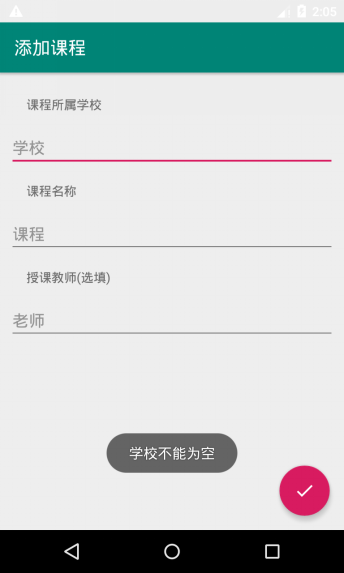 2:05
添加课程
课程所属学校
学校
课程名称
课程
授课教师(选填)
老师
学校不能为空